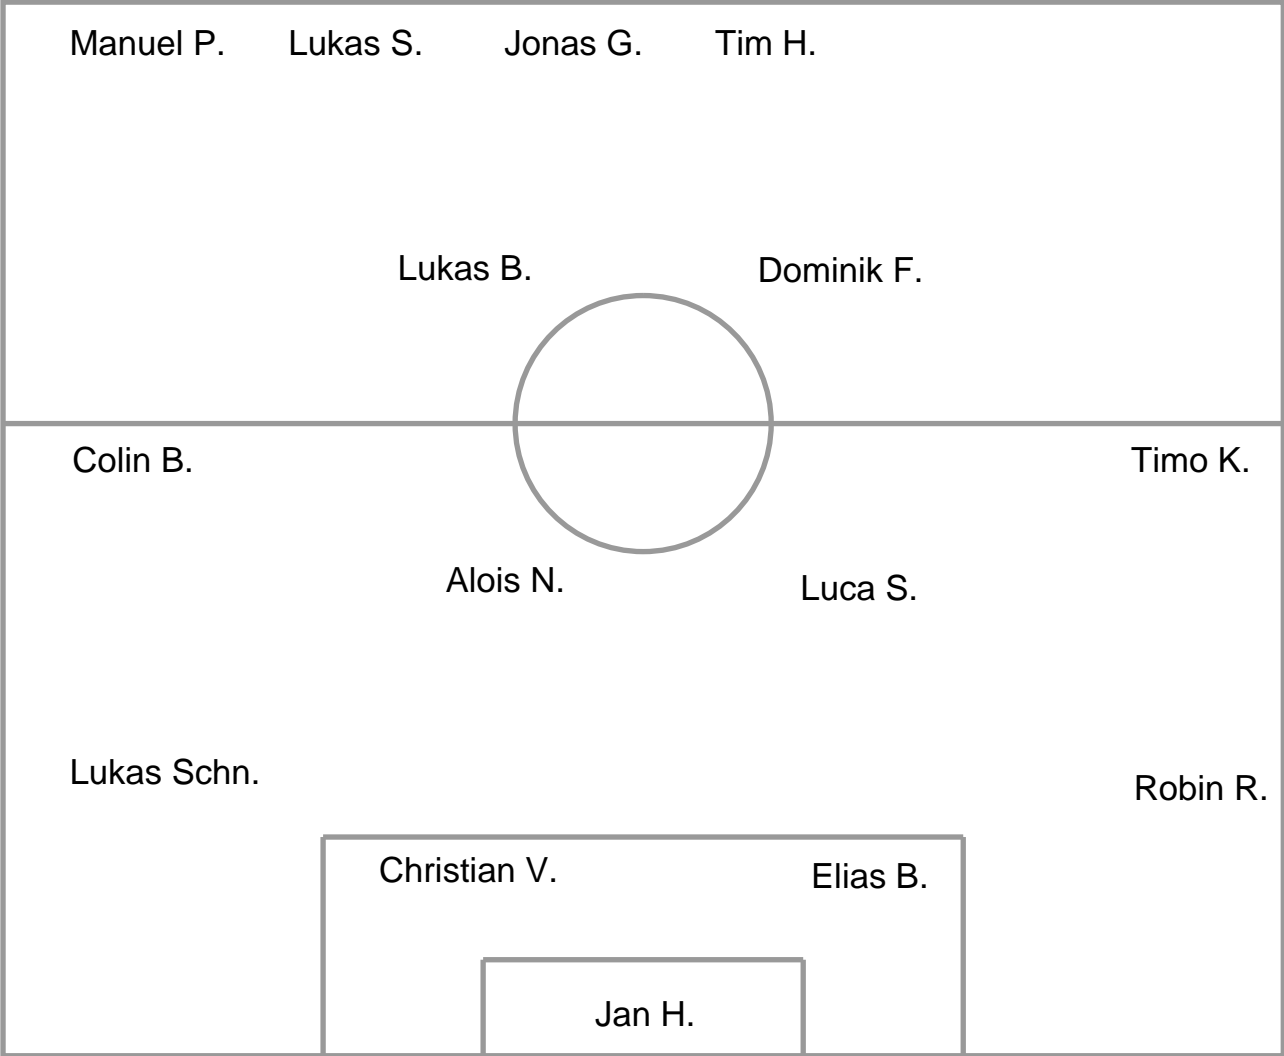 Manuel P. Lukas S. Jonas G. Tim H.
Lukas B. Dominik F.
Colin B. Timo K.
Alois N. Luca S.
Lukas Schn. Robin R.
Christian V. Elias B.
Jan H.